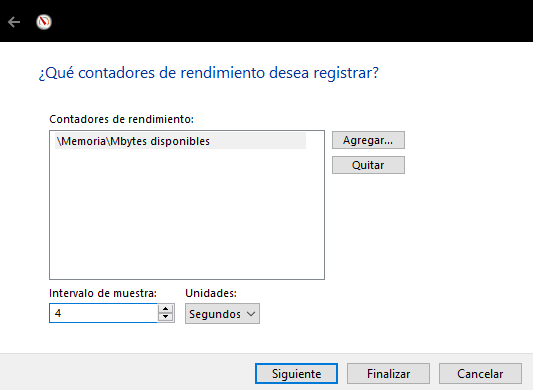 ¿Qué contadores de rendimiento desea registrar?
Contadores de rendimiento:
\Memoria\Mbytes disponibles
Agregar...
Quitar
Intervalo de muestra:
Unidades:
4
Segundos
Siguiente
Finalizar
Cancelar